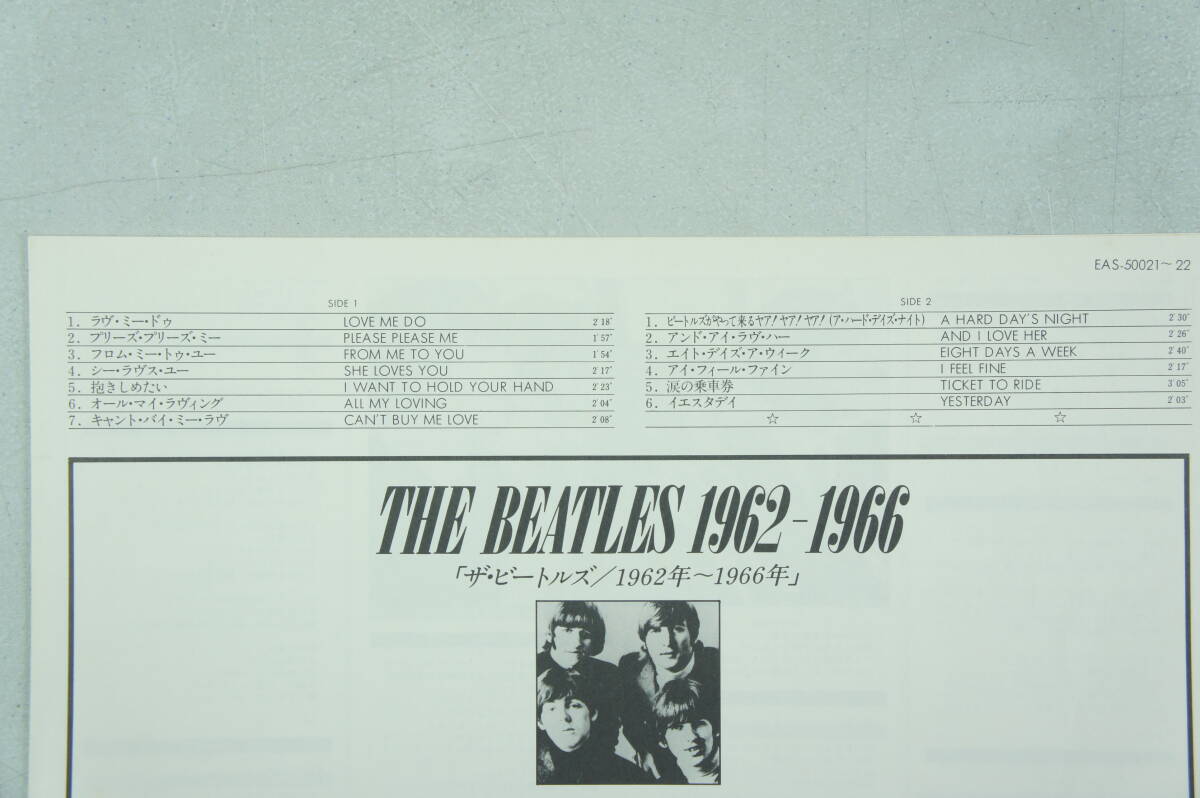 EAS-50021～22
SIDE 1
1. ラヴ・ミー・ドゥ LOVE ME DO 2′18″
2. プリーズ・プリーズ・ミー PLEASE PLEASE ME 1′57″
3. フロム・ミー・トゥ・ユー FROM ME TO YOU 1′54″
4. シー・ラヴス・ユー SHE LOVES YOU 2′17″
5. 抱きしめたい I WANT TO HOLD YOUR HAND 2′23″
6. オール・マイ・ラヴィング ALL MY LOVING 2′04″
7. キャント・バイ・ミー・ラヴ CAN'T BUY ME LOVE 2′08″
SIDE 2
1. ビートルズがやって来るヤア!ヤア!ヤア!(ア・ハード・デイズ・ナイト) A HARD DAY'S NIGHT 2′30″
2. アンド・アイ・ラヴ・ハー AND I LOVE HER 2′26″
3. エイト・デイズ・ア・ウィーク EIGHT DAYS A WEEK 2′40″
4. アイ・フィール・ファイン I FEEL FINE 2′17″
5. 涙の乗車券 TICKET TO RIDE 3′05″
6. イエスタデイ YESTERDAY 2′03″
☆ ☆ ☆
THE BEATLES 1962-1966
「ザ・ビートルズ/1962年〜1966年」